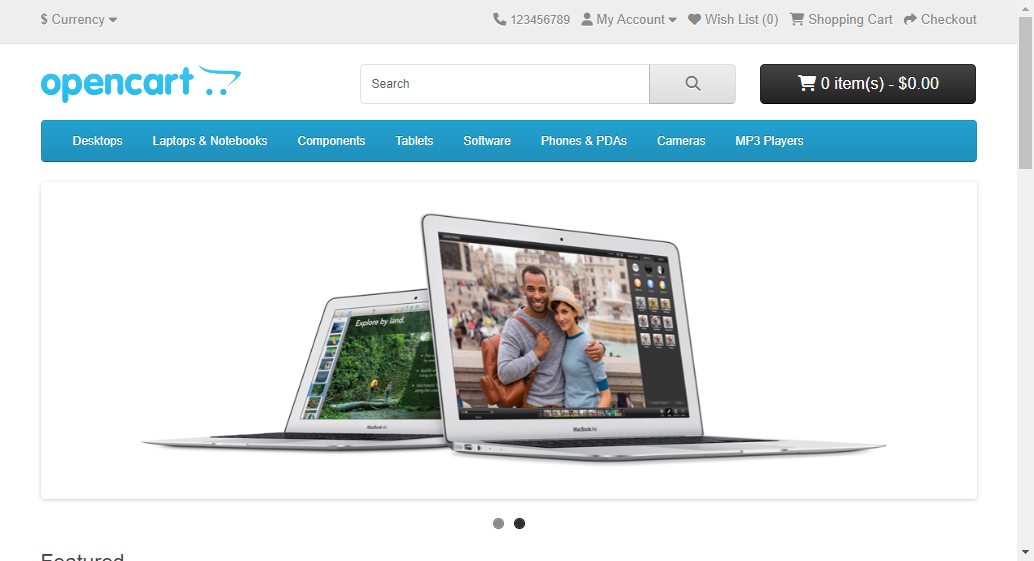 $ Currency
123456789 My Account Wish List (0) Shopping Cart Checkout
opencart
Search
0 item(s) - $0.00
Desktops Laptops & Notebooks Components Tablets Software Phones & PDAs Cameras MP3 Players
Explore by land.
MacBook Air
MacBook Air
Featured